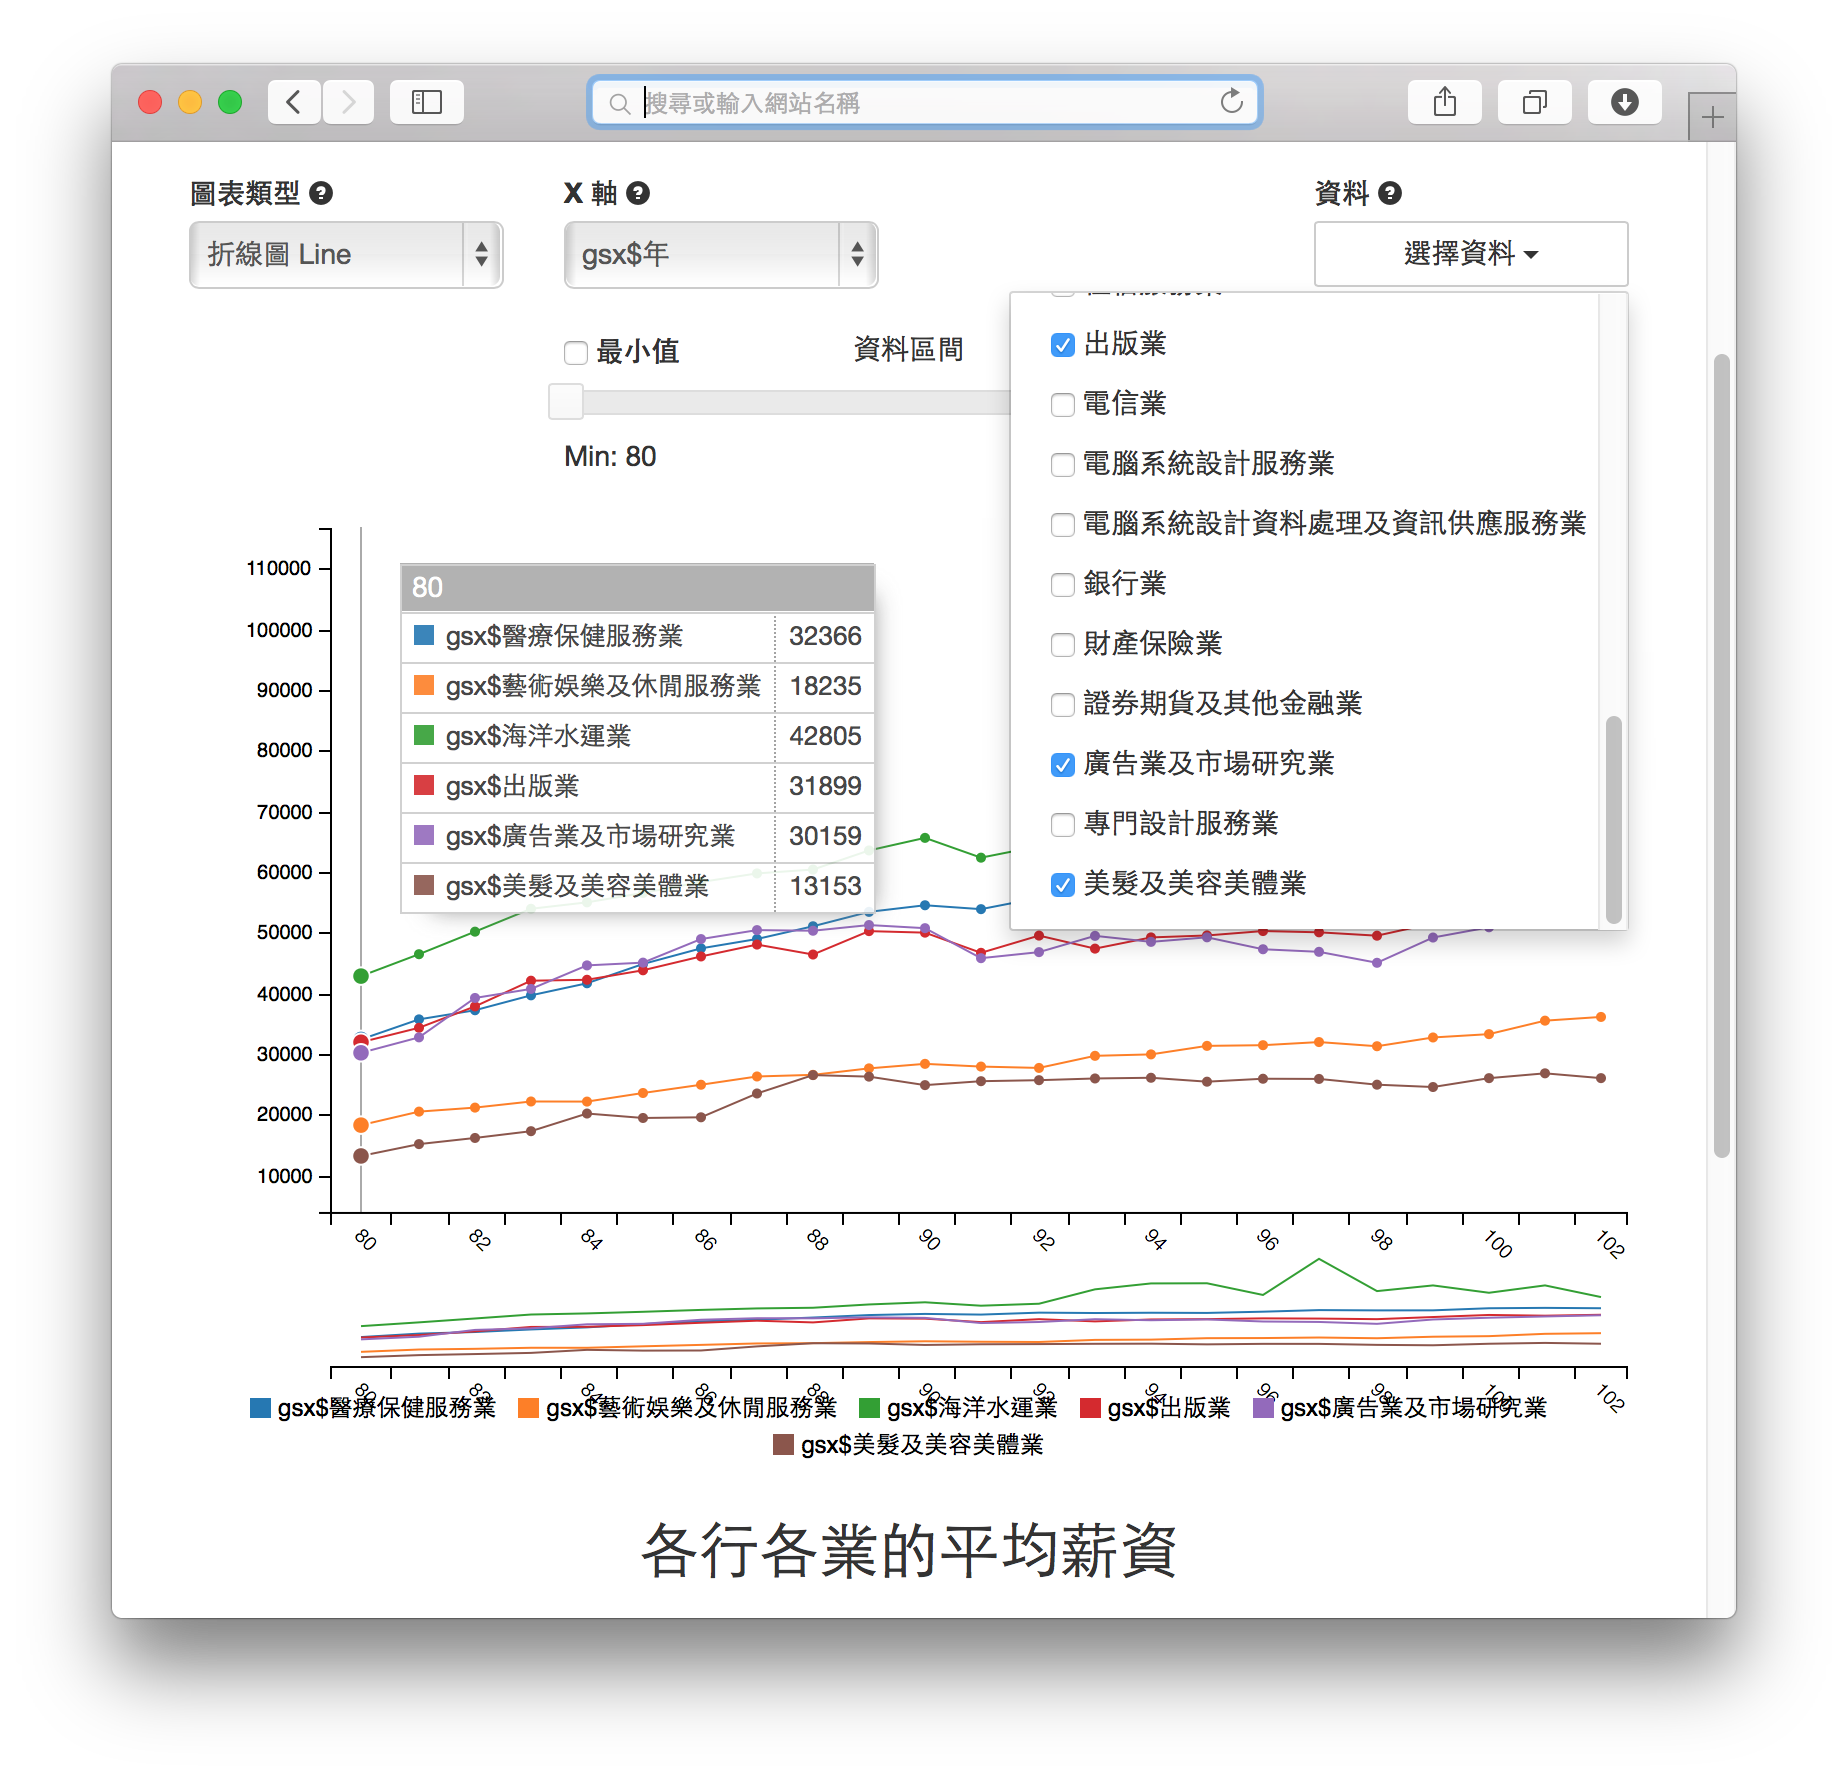 搜尋或輸入網站名稱
圖表類型 ?
X 軸 ?
資料 ?
折線圖 Line
gsx$年
選擇資料
最小值
資料區間
Min: 80
出版業
電信業
電腦系統設計服務業
電腦系統設計資料處理及資訊供應服務業
銀行業
財產保險業
證券期貨及其他金融業
廣告業及市場研究業
專門設計服務業
美髮及美容美體業
80
gsx$醫療保健服務業 32366
gsx$藝術娛樂及休閒服務業 18235
gsx$海洋水運業 42805
gsx$出版業 31899
gsx$廣告業及市場研究業 30159
gsx$美髮及美容美體業 13153
110000
100000
90000
80000
70000
60000
50000
40000
30000
20000
10000
80 82 84 86 88 90 92 94 96 98 100 102
80 82 84 86 88 90 92 94 96 98 100 102
gsx$醫療保健服務業 gsx$藝術娛樂及休閒服務業 gsx$海洋水運業 gsx$出版業 gsx$廣告業及市場研究業
gsx$美髮及美容美體業
各行各業的平均薪資